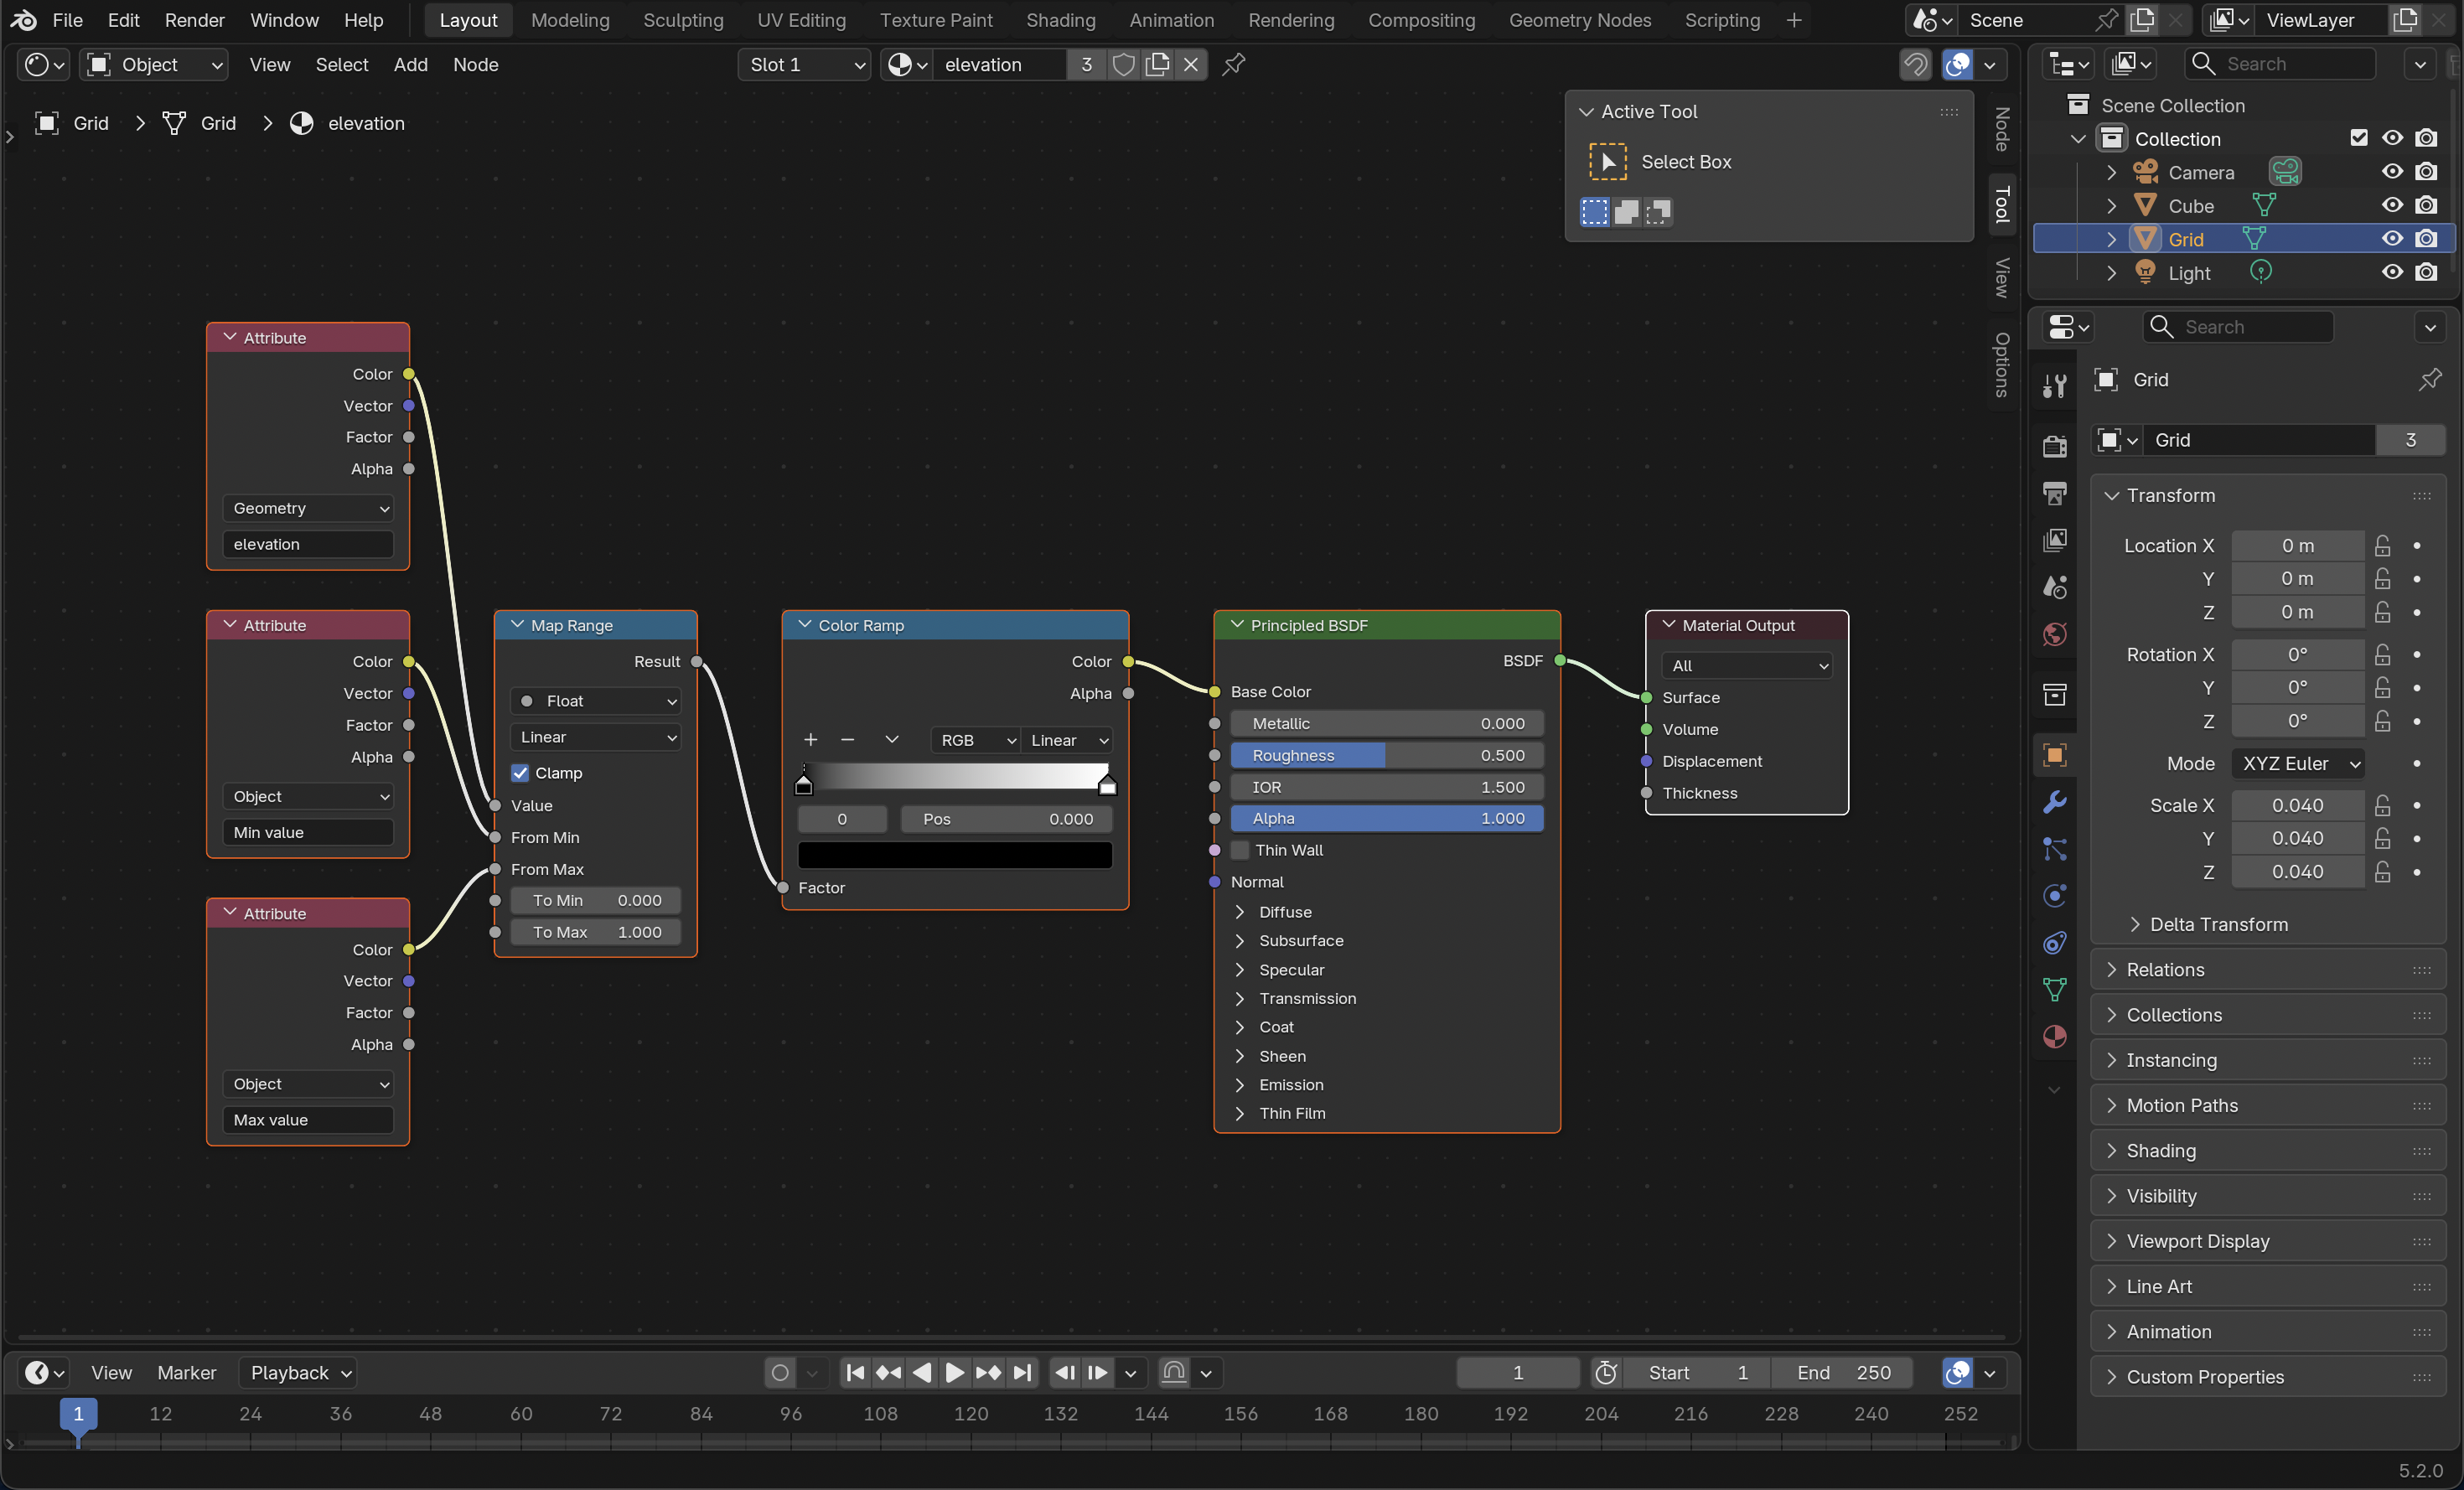 File Edit Render Window Help Layout Modeling Sculpting UV Editing Texture Paint Shading Animation Rendering Compositing Geometry Nodes Scripting Scene ViewLayer
Object View Select Add Node Slot 1 elevation 3
Grid Grid elevation
Active Tool
Select Box
Node
Tool
View
Options
Attribute
Color
Vector
Factor
Alpha
Geometry
elevation
Attribute
Color
Vector
Factor
Alpha
Object
Min value
Attribute
Color
Vector
Factor
Alpha
Object
Max value
Map Range
Result
Float
Linear
Clamp
Value
From Min
From Max
To Min 0.000
To Max 1.000
Color Ramp
Color
Alpha
RGB Linear
0 Pos 0.000
Factor
Principled BSDF
BSDF
Base Color
Metallic 0.000
Roughness 0.500
IOR 1.500
Alpha 1.000
Thin Wall
Normal
Diffuse
Subsurface
Specular
Transmission
Coat
Sheen
Emission
Thin Film
Material Output
All
Surface
Volume
Displacement
Thickness
Search
Scene Collection
Collection
Camera
Cube
Grid
Light
Search
Grid
Grid 3
Transform
Location X 0 m
Y 0 m
Z 0 m
Rotation X 0°
Y 0°
Z 0°
Mode XYZ Euler
Scale X 0.040
Y 0.040
Z 0.040
Delta Transform
Relations
Collections
Instancing
Motion Paths
Shading
Visibility
Viewport Display
Line Art
Animation
Custom Properties
View Marker Playback 1 Start 1 End 250
1 12 24 36 48 60 72 84 96 108 120 132 144 156 168 180 192 204 216 228 240 252
5.2.0